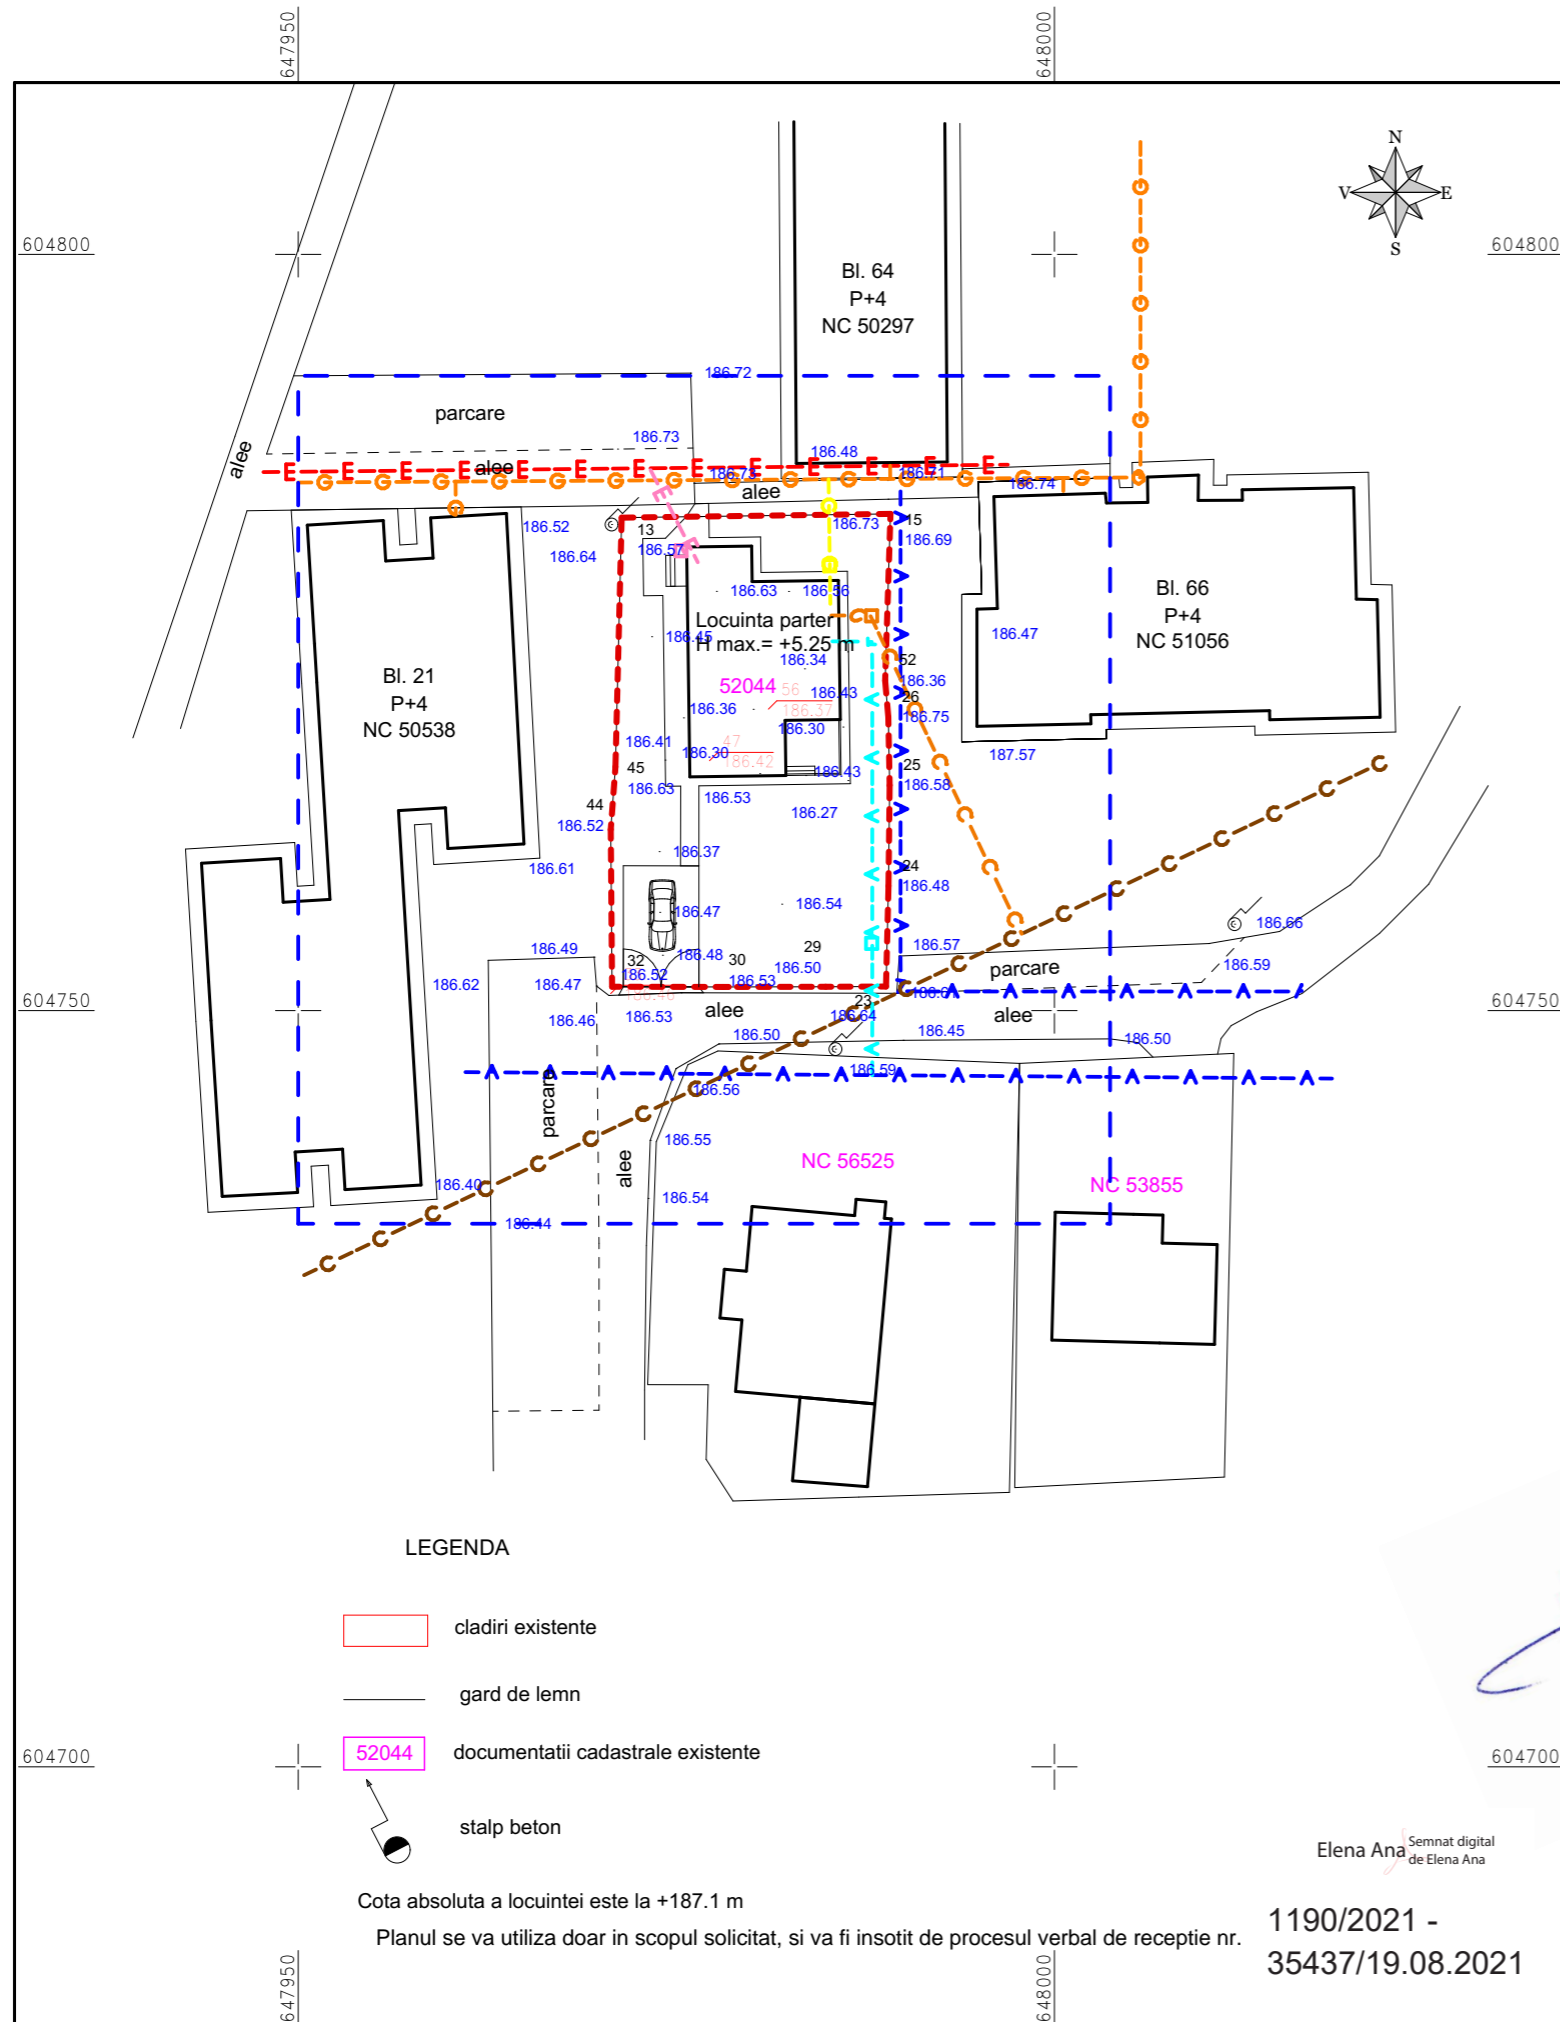 647950
648000
N
V
E
S
604800
604800
Bl. 64
P+4
NC 50297
186.72
parcare
alee
186.73
186.48
alee
186.73
186.71
186.74
alee
186.52
13
186.73
15
186.64
186.57
186.69
186.63
186.56
Bl. 66
P+4
NC 51056
Locuinta parter
H max.= +5.25 m
186.45
186.47
186.34
52
Bl. 21
P+4
NC 50538
52044
56
186.43
186.36
26
186.36
186.37
186.75
186.30
186.41
186.30
47
186.42
187.57
45
186.43
25
186.63
186.53
186.58
44
186.52
186.27
186.37
24
186.61
186.48
186.47
186.54
186.66
186.49
186.48
29
186.57
32
30
parcare
186.59
186.62
186.47
186.52
186.53
186.50
604750
604750
23
186.46
186.53
alee
186.64
alee
186.50
186.45
186.50
186.59
parcare
186.56
186.55
alee
NC 56525
186.40
186.54
NC 53855
186.44
LEGENDA
cladiri existente
gard de lemn
52044
documentatii cadastrale existente
604700
604700
stalp beton
Elena Ana
Semnat digital
de Elena Ana
Cota absoluta a locuintei este la +187.1 m
Planul se va utiliza doar in scopul solicitat, si va fi insotit de procesul verbal de receptie nr.
1190/2021 -
35437/19.08.2021
647950
648000